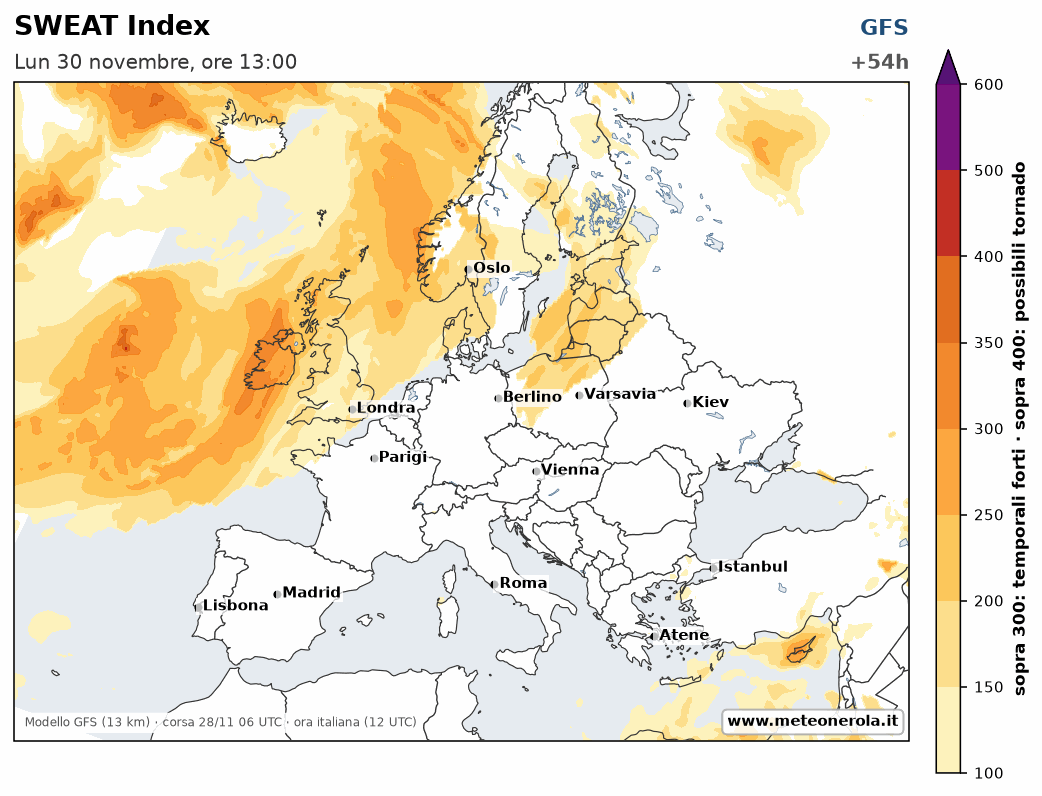 SWEAT Index
GFS
Lun 30 novembre, ore 13:00
+54h
Oslo
Londra
Berlino
Varsavia
Kiev
Parigi
Vienna
Istanbul
Roma
Madrid
Lisbona
Atene
Modello GFS (13 km) · corsa 28/11 06 UTC · ora italiana (12 UTC)
www.meteonerola.it
600
500
400
350
300
250
200
150
100
sopra 300: temporali forti · sopra 400: possibili tornado